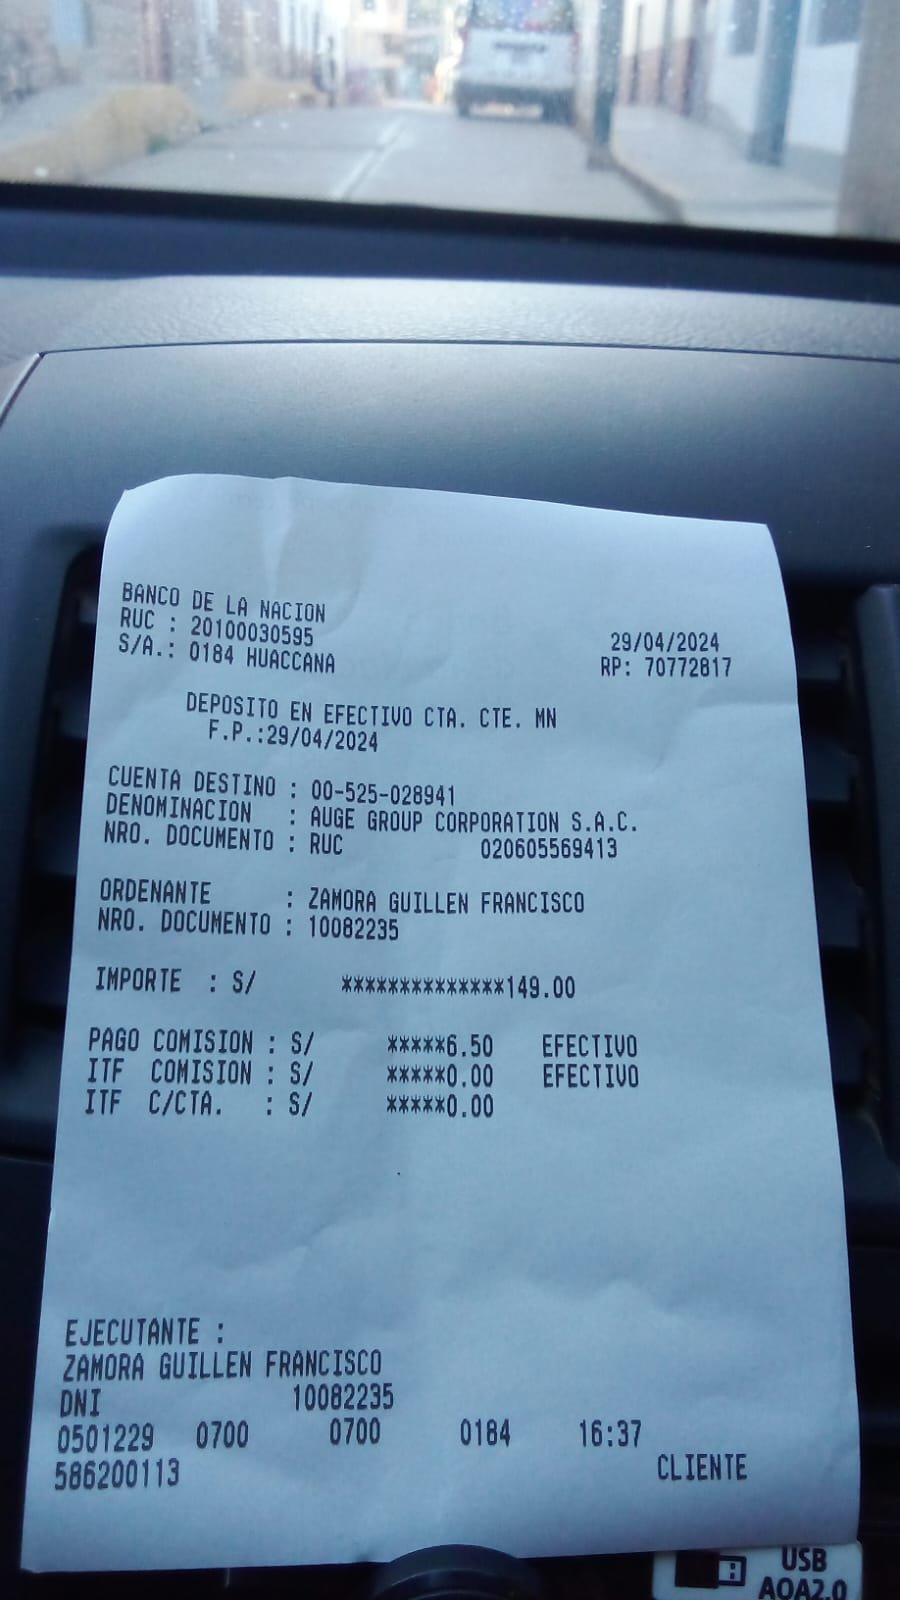 BANCO DE LA NACION
RUC : 20100030595
S/A.: 0184 HUACCANA
29/04/2024
RP: 70772817
DEPOSITO EN EFECTIVO CTA. CTE. MN
F.P.:29/04/2024
CUENTA DESTINO : 00-525-028941
DENOMINACION : AUGE GROUP CORPORATION S.A.C.
NRO. DOCUMENTO : RUC 020605569413
ORDENANTE : ZAMORA GUILLEN FRANCISCO
NRO. DOCUMENTO : 10082235
IMPORTE : S/ **************149.00
PAGO COMISION : S/ *****6.50 EFECTIVO
ITF COMISION : S/ *****0.00 EFECTIVO
ITF C/CTA. : S/ *****0.00
EJECUTANTE :
ZAMORA GUILLEN FRANCISCO
DNI 10082235
0501229 0700 0700 0184 16:37
586200113 CLIENTE
USB
AOA2.0